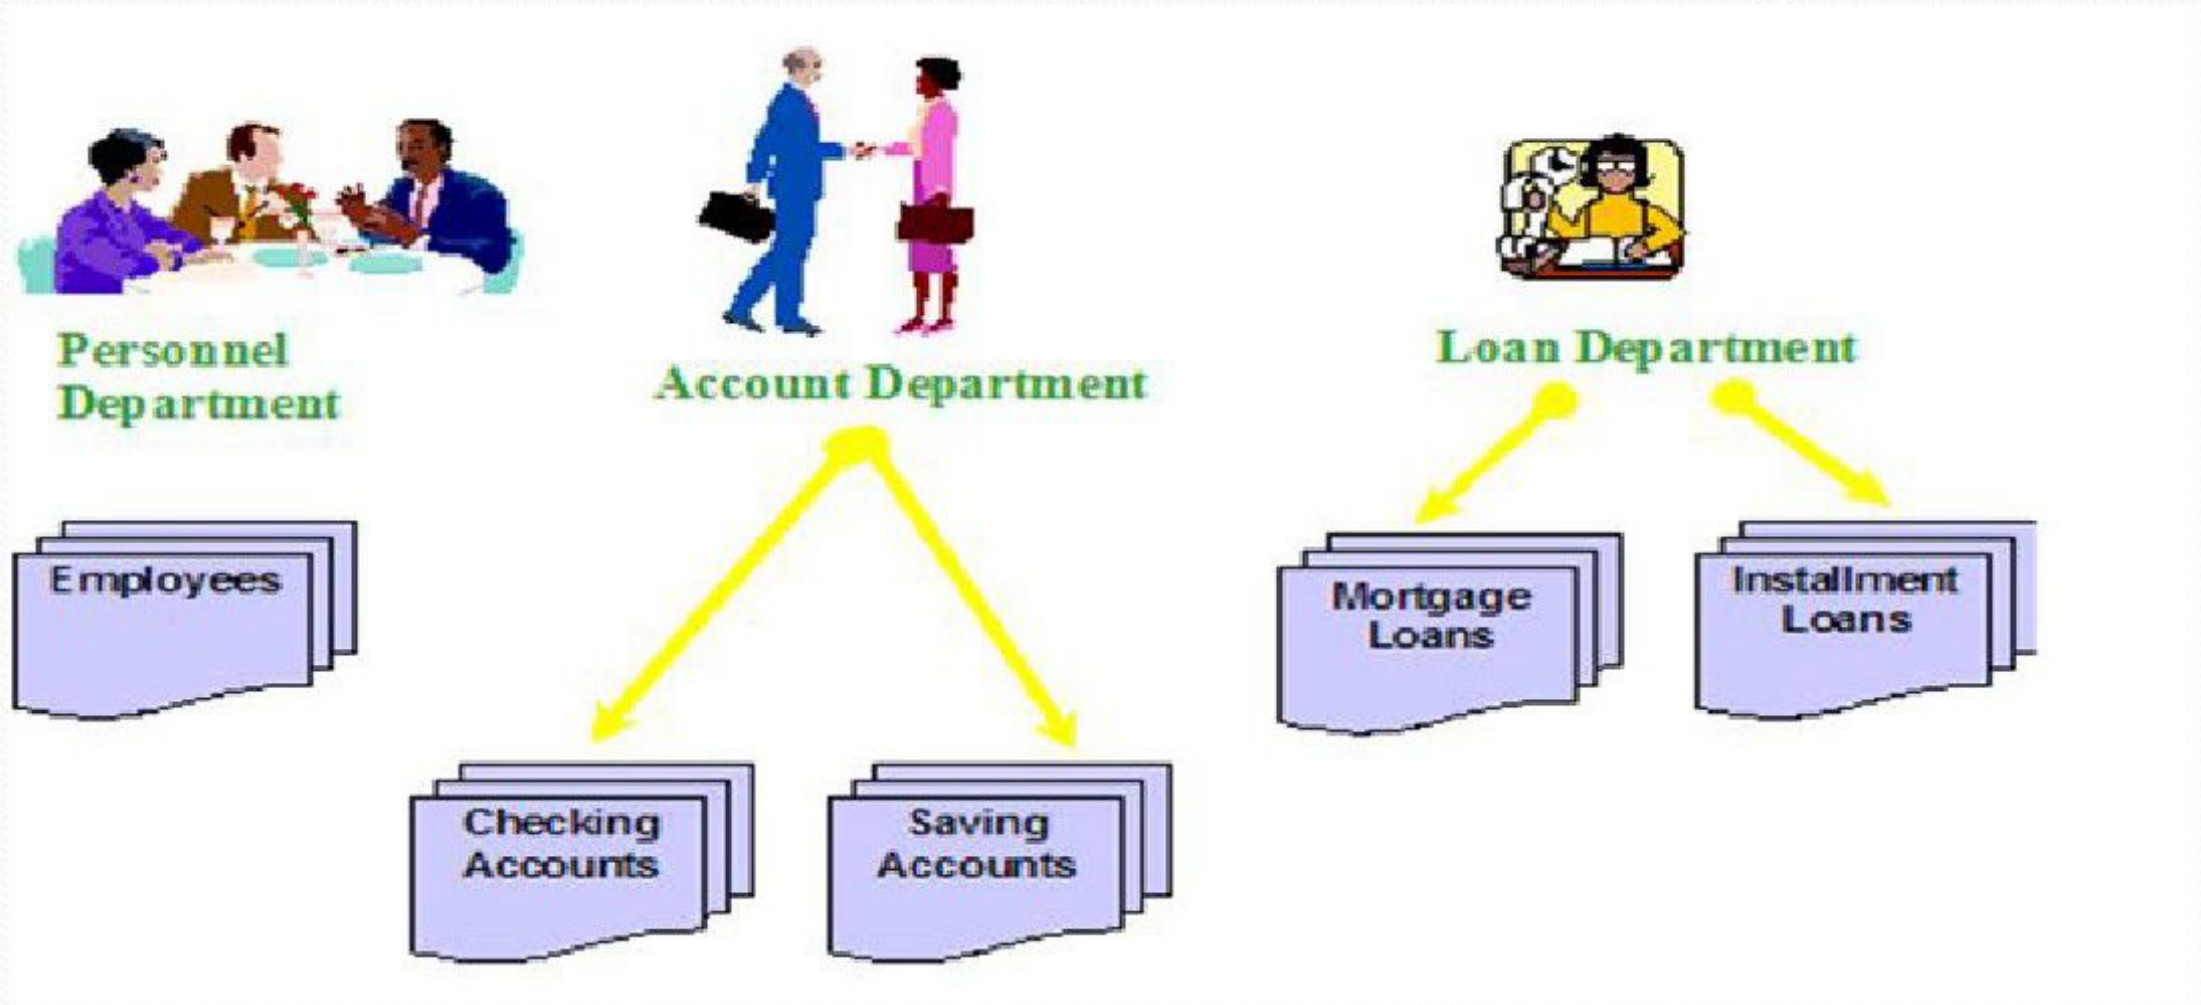 Personnel
Department
Account Department
Loan Department
Employees
Checking
Accounts
Saving
Accounts
Mortgage
Loans
Installment
Loans